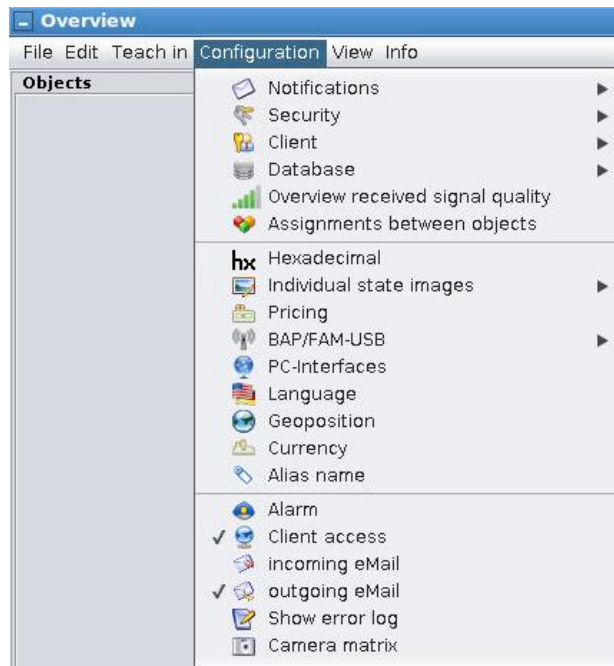 Overview
File Edit Teach in Configuration View Info
Objects
Notifications
Security
Client
Database
Overview received signal quality
Assignments between objects
hx Hexadecimal
Individual state images
Pricing
BAP/FAM-USB
PC-Interfaces
Language
Geoposition
Currency
Alias name
Alarm
Client access
incoming eMail
outgoing eMail
Show error log
Camera matrix